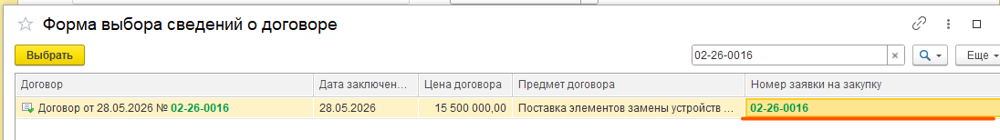 Форма выбора сведений о договоре
Выбрать
02-26-0016
×
Еще
Договор Дата заключен... Цена договора Предмет договора Номер заявки на закупку
Договор от 28.05.2026 № 02-26-0016 28.05.2026 15 500 000,00 Поставка элементов замены устройств ... 02-26-0016